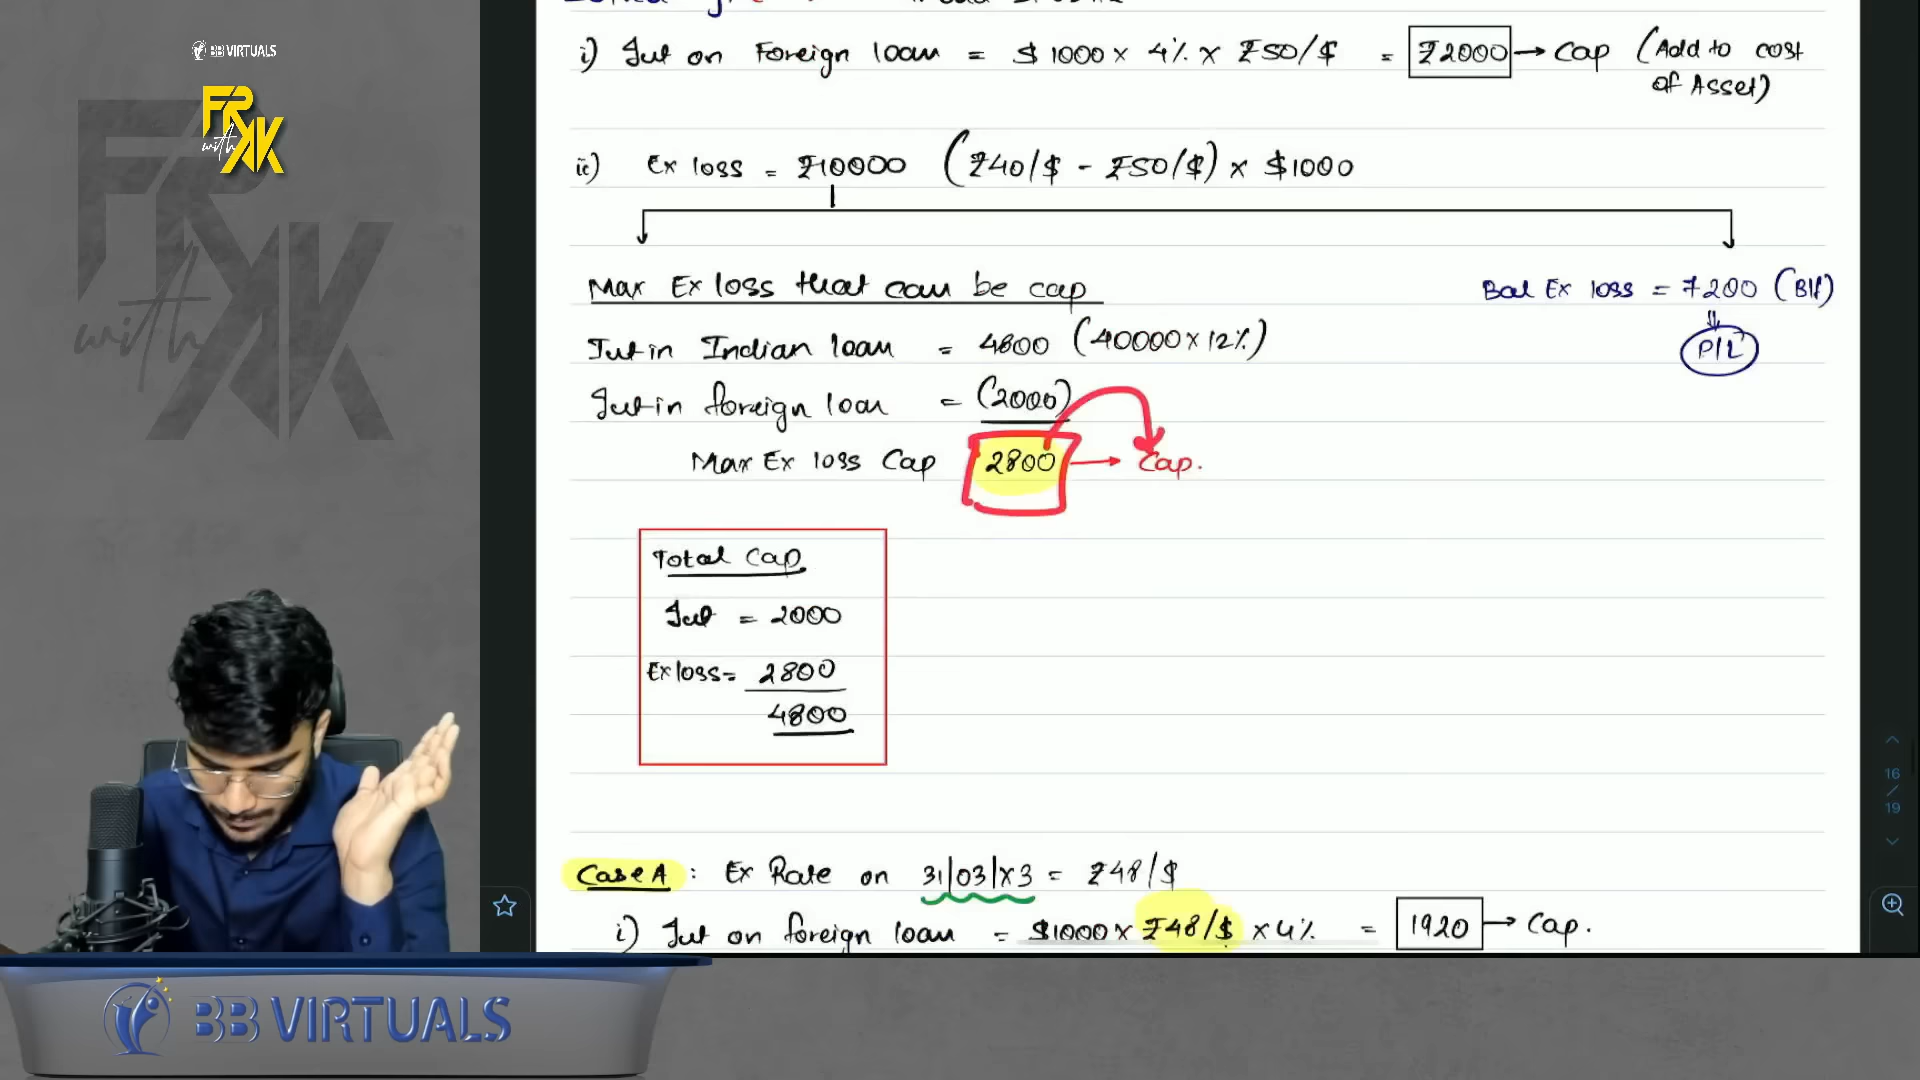 BB VIRTUALS
FR
with
AK
i) Int on Foreign loan = $1000 × 4% × ₹50/$ = ₹2000 → Cap (Add to cost
of Asset)
ii) Ex loss = ₹10000 (₹40/$ - ₹50/$) × $1000
Max Ex loss that can be cap
Bal Ex loss = 7200 (B/f)
P/L
Int in Indian loan = 4800 (40000 × 12%)
Int in foreign loan = (2000)
Max Ex loss Cap 2800 → Cap.
Total Cap
Int = 2000
Ex loss = 2800
4800
Case A : Ex Rate on 31/03/x3 = ₹48/$
i) Int on foreign loan = $1000 × ₹48/$ × 4% = 1920 → Cap.
16
/
19
BB VIRTUALS